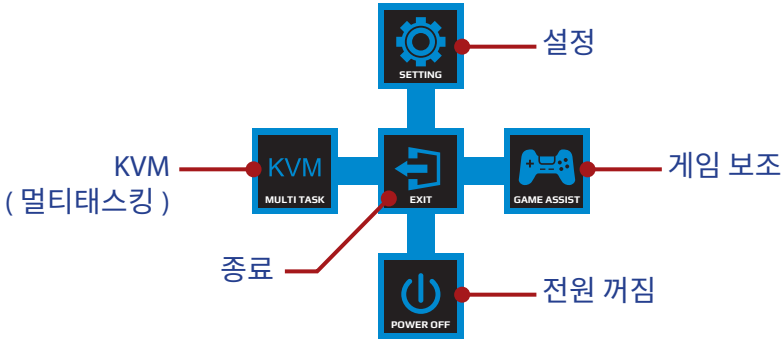 SETTING
설정
KVM
( 멀티태스킹 )
KVM
MULTI TASK
EXIT
GAME ASSIST
게임 보조
종료
POWER OFF
전원 꺼짐